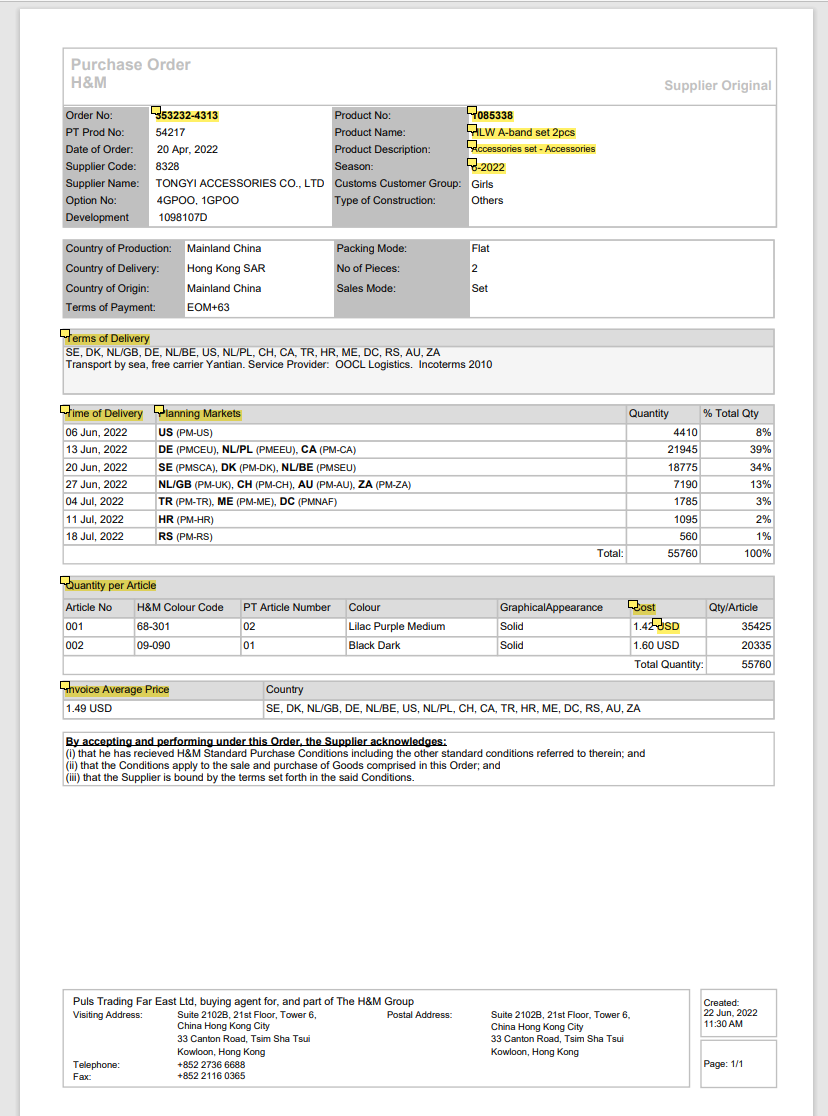 Purchase Order
H&M
Supplier Original
Order No: 353232-4313 Product No: 1085338
PT Prod No: 54217 Product Name: HLW A-band set 2pcs
Date of Order: 20 Apr, 2022 Product Description: Accessories set - Accessories
Supplier Code: 8328 Season: 6-2022
Supplier Name: TONGYI ACCESSORIES CO., LTD Customs Customer Group: Girls
Option No: 4GPOO, 1GPOO Type of Construction: Others
Development 1098107D
Country of Production: Mainland China Packing Mode: Flat
Country of Delivery: Hong Kong SAR No of Pieces: 2
Country of Origin: Mainland China Sales Mode: Set
Terms of Payment: EOM+63
Terms of Delivery
SE, DK, NL/GB, DE, NL/BE, US, NL/PL, CH, CA, TR, HR, ME, DC, RS, AU, ZA
Transport by sea, free carrier Yantian. Service Provider: OOCL Logistics. Incoterms 2010
Time of Delivery Planning Markets Quantity % Total Qty
06 Jun, 2022 US (PM-US) 4410 8%
13 Jun, 2022 DE (PMCEU), NL/PL (PMEEU), CA (PM-CA) 21945 39%
20 Jun, 2022 SE (PMSCA), DK (PM-DK), NL/BE (PMSEU) 18775 34%
27 Jun, 2022 NL/GB (PM-UK), CH (PM-CH), AU (PM-AU), ZA (PM-ZA) 7190 13%
04 Jul, 2022 TR (PM-TR), ME (PM-ME), DC (PMNAF) 1785 3%
11 Jul, 2022 HR (PM-HR) 1095 2%
18 Jul, 2022 RS (PM-RS) 560 1%
Total: 55760 100%
Quantity per Article
Article No H&M Colour Code PT Article Number Colour GraphicalAppearance Cost Qty/Article
001 68-301 02 Lilac Purple Medium Solid 1.42 USD 35425
002 09-090 01 Black Dark Solid 1.60 USD 20335
Total Quantity: 55760
Invoice Average Price Country
1.49 USD SE, DK, NL/GB, DE, NL/BE, US, NL/PL, CH, CA, TR, HR, ME, DC, RS, AU, ZA
By accepting and performing under this Order, the Supplier acknowledges:
(i) that he has recieved H&M Standard Purchase Conditions including the other standard conditions referred to therein; and
(ii) that the Conditions apply to the sale and purchase of Goods comprised in this Order; and
(iii) that the Supplier is bound by the terms set forth in the said Conditions.
Puls Trading Far East Ltd, buying agent for, and part of The H&M Group
Visiting Address: Suite 2102B, 21st Floor, Tower 6, Postal Address: Suite 2102B, 21st Floor, Tower 6,
China Hong Kong City China Hong Kong City
33 Canton Road, Tsim Sha Tsui 33 Canton Road, Tsim Sha Tsui
Kowloon, Hong Kong Kowloon, Hong Kong
Telephone: +852 2736 6688
Fax: +852 2116 0365
Created:
22 Jun, 2022
11:30 AM
Page: 1/1